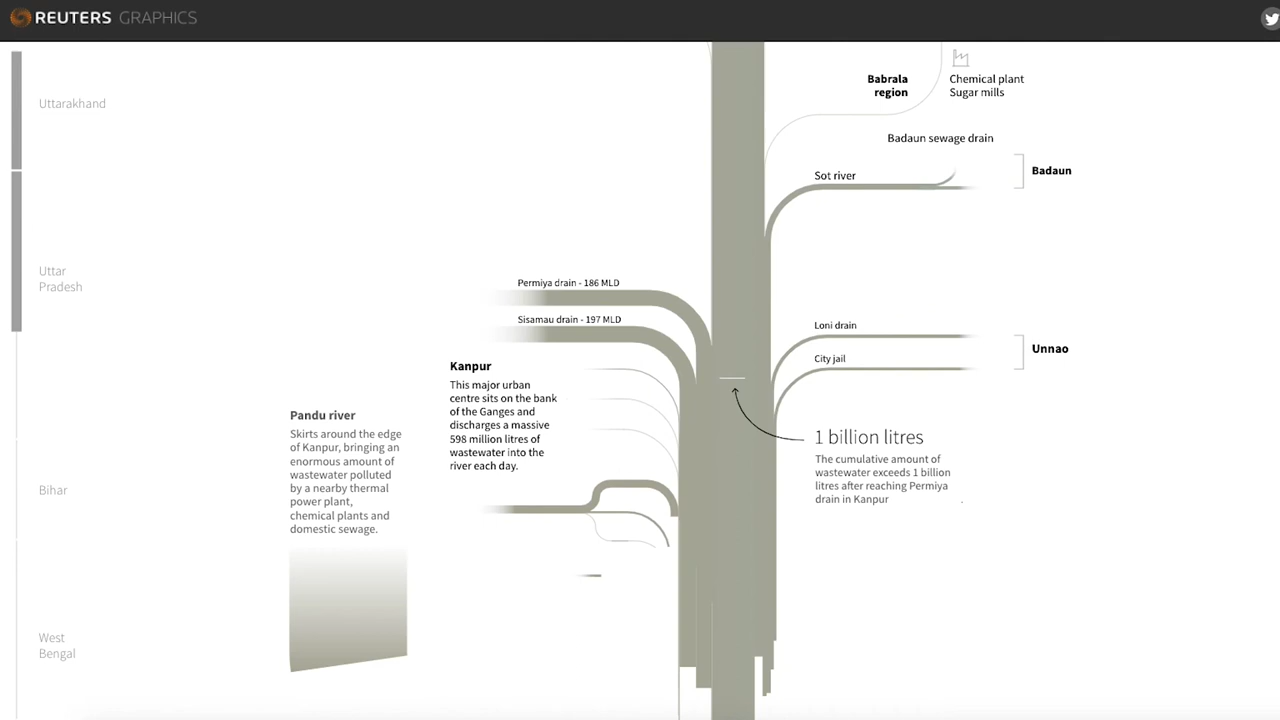 REUTERS GRAPHICS
Uttarakhand
Uttar
Pradesh
Bihar
West
Bengal
Babrala
region
Chemical plant
Sugar mills
Badaun sewage drain
Sot river
Badaun
Permiya drain - 186 MLD
Sisamau drain - 197 MLD
Loni drain
City jail
Unnao
Kanpur
This major urban
centre sits on the bank
of the Ganges and
discharges a massive
598 million litres of
wastewater into the
river each day.
Pandu river
Skirts around the edge
of Kanpur, bringing an
enormous amount of
wastewater polluted
by a nearby thermal
power plant,
chemical plants and
domestic sewage.
1 billion litres
The cumulative amount of
wastewater exceeds 1 billion
litres after reaching Permiya
drain in Kanpur .